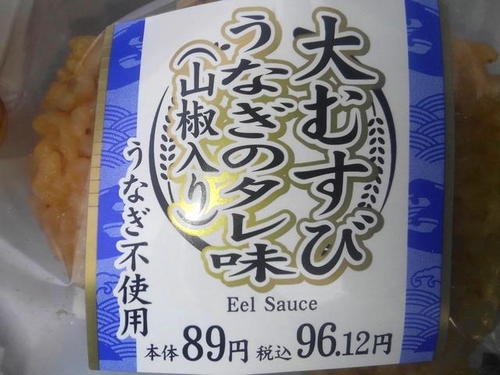 大むすび
うなぎのタレ味
（山椒入り）
うなぎ不使用
Eel Sauce
本体89円 税込96.12円